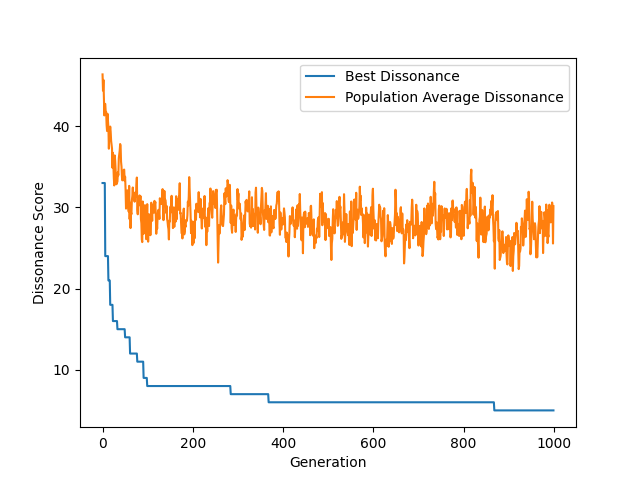 Best Dissonance
Population Average Dissonance
Dissonance Score
40
30
20
10
0 200 400 600 800 1000
Generation